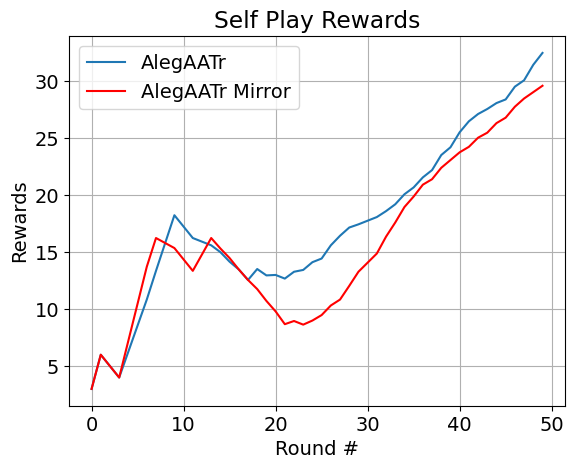 Self Play Rewards
AlegAATr
AlegAATr Mirror
Rewards
30
25
20
15
10
5
0 10 20 30 40 50
Round #